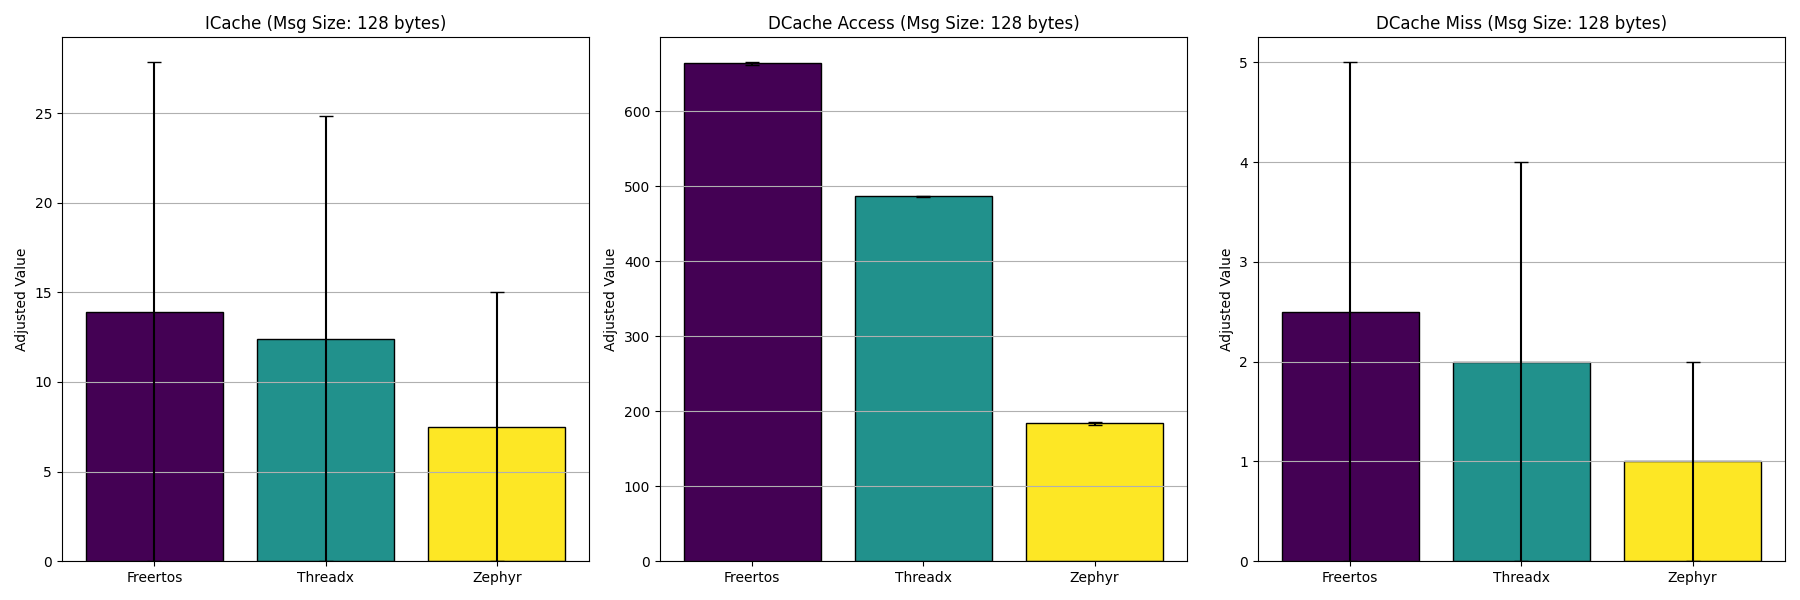 ICache (Msg Size: 128 bytes)
Adjusted Value
25
20
15
10
5
0
Freertos Threadx Zephyr
DCache Access (Msg Size: 128 bytes)
Adjusted Value
600
500
400
300
200
100
0
Freertos Threadx Zephyr
DCache Miss (Msg Size: 128 bytes)
Adjusted Value
5
4
3
2
1
0
Freertos Threadx Zephyr